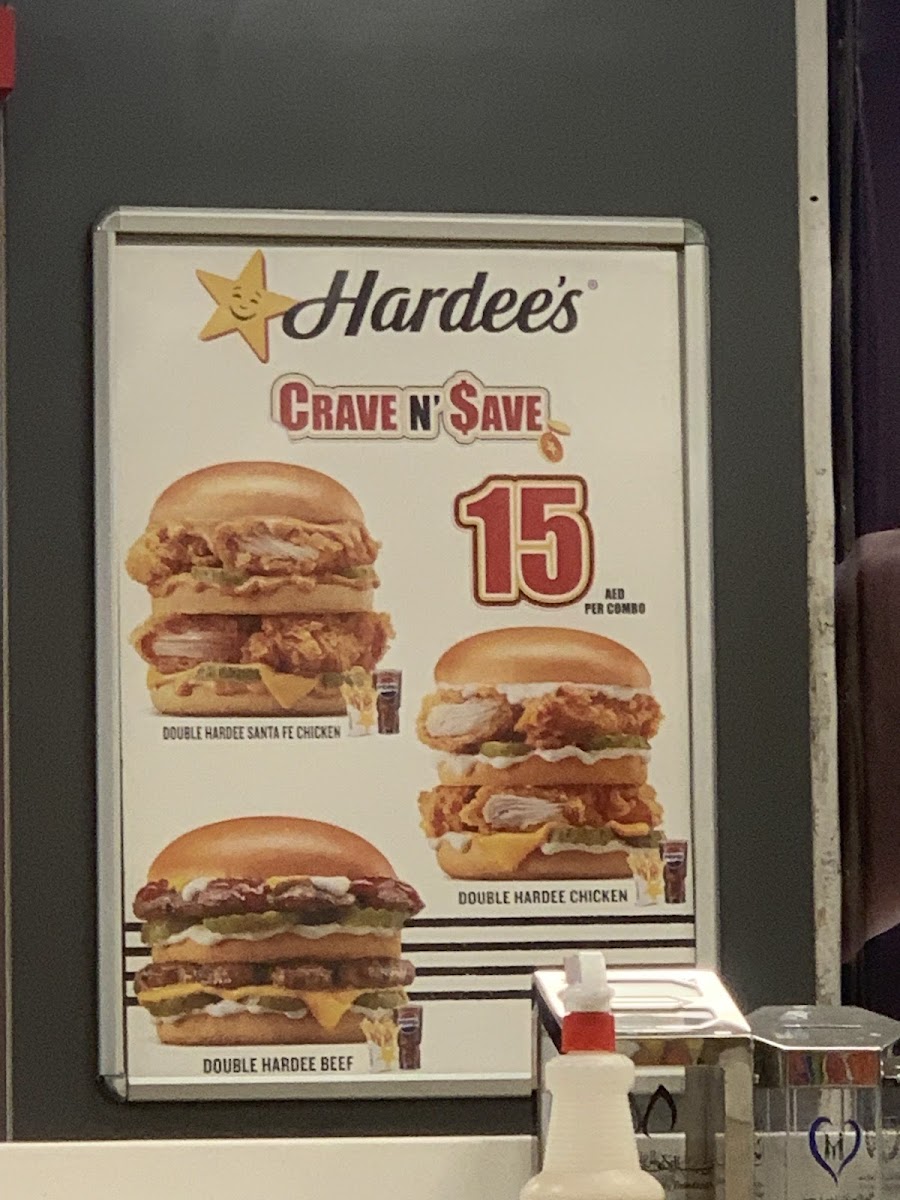 Hardee's®
CRAVE N' $AVE
15
AED
PER COMBO
DOUBLE HARDEE SANTA FE CHICKEN
DOUBLE HARDEE CHICKEN
DOUBLE HARDEE BEEF